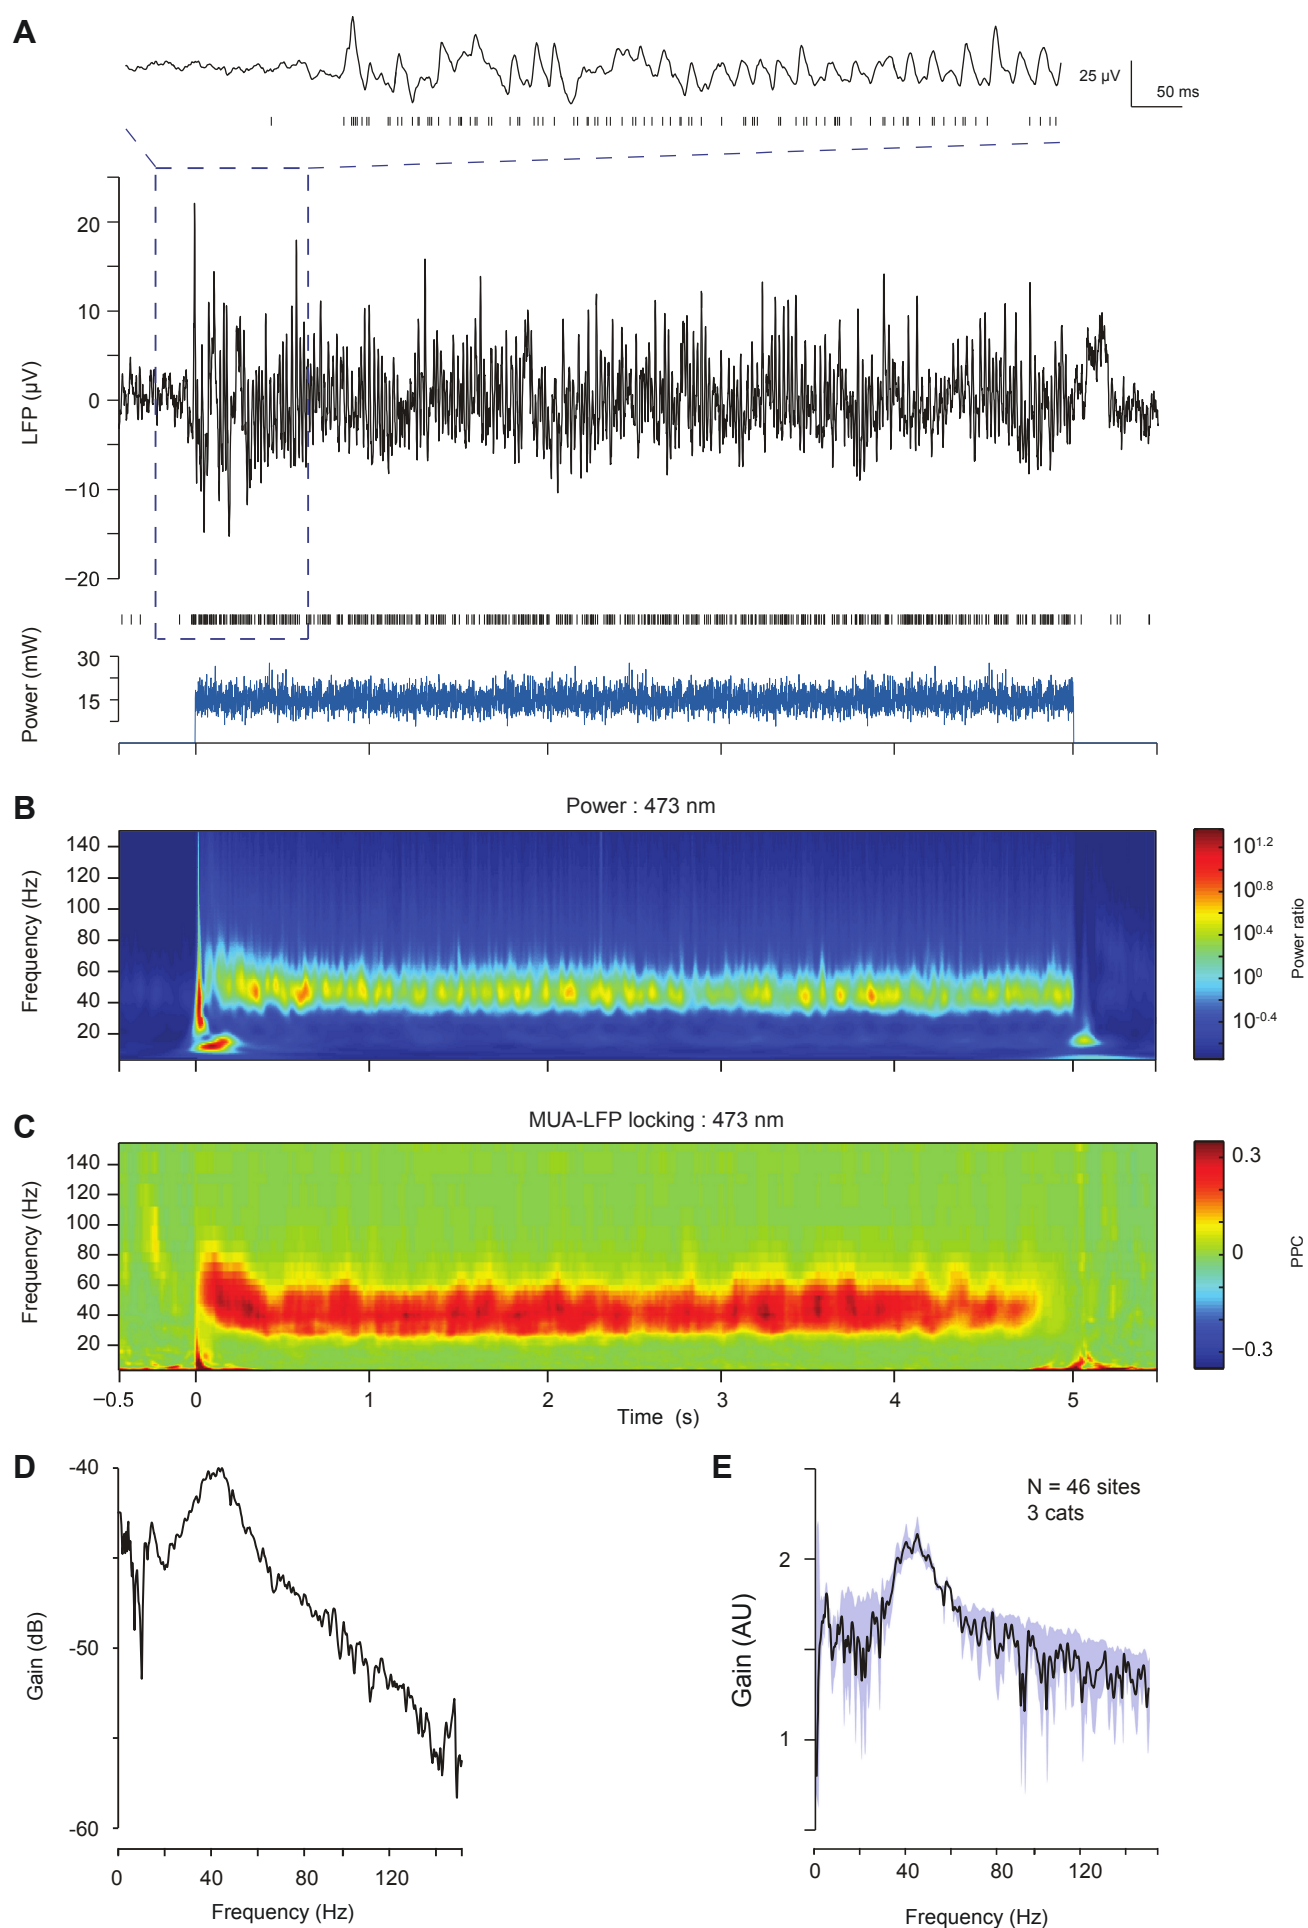 A
25 µV
50 ms
20
10
0
−10
−20
LFP (µV)
30
15
Power (mW)
B
Power : 473 nm
140
120
100
80
60
40
20
Frequency (Hz)
10^1.2
10^0.8
10^0.4
10^0
10^-0.4
Power ratio
C
MUA-LFP locking : 473 nm
140
120
100
80
60
40
20
Frequency (Hz)
0.3
0
−0.3
PPC
−0.5 0 1 2 3 4 5
Time (s)
D
-40
-50
-60
Gain (dB)
0 40 80 120
Frequency (Hz)
E
N = 46 sites
3 cats
2
1
Gain (AU)
0 40 80 120
Frequency (Hz)